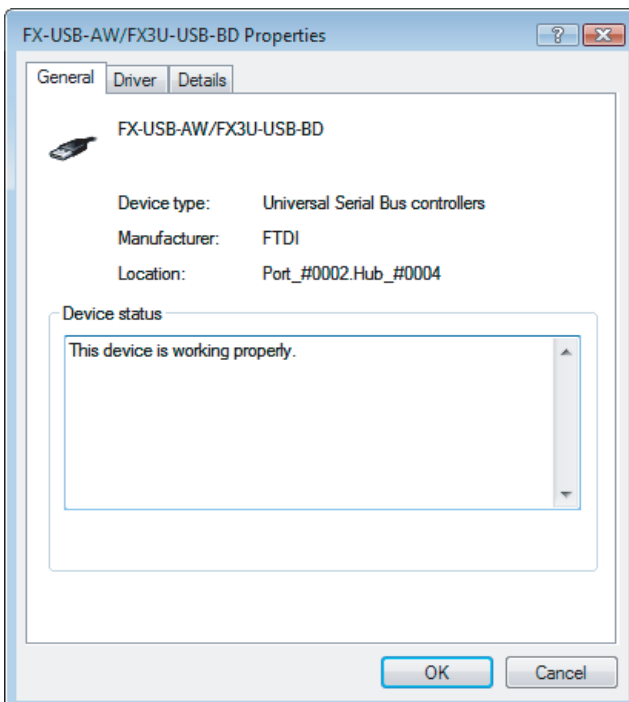 FX-USB-AW/FX3U-USB-BD Properties
General Driver Details
FX-USB-AW/FX3U-USB-BD
Device type: Universal Serial Bus controllers
Manufacturer: FTDI
Location: Port_#0002.Hub_#0004
Device status
This device is working properly.
OK Cancel